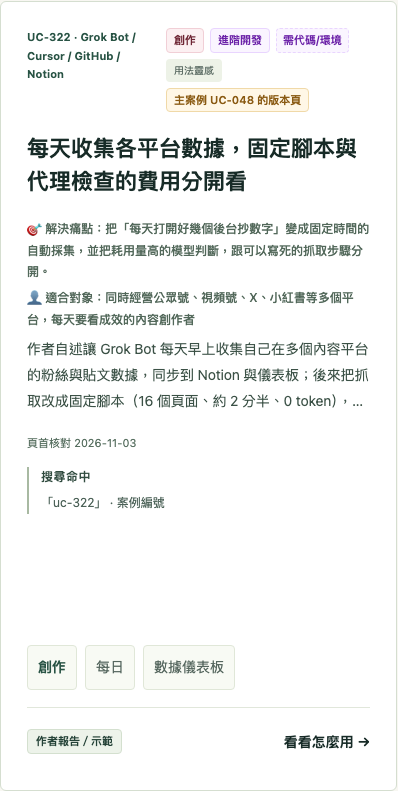 UC-322 · Grok Bot /
Cursor / GitHub /
Notion
創作
進階開發
需代碼/環境
用法靈感
主案例 UC-048 的版本頁
每天收集各平台數據，固定腳本與
代理檢查的費用分開看
🎯 解決痛點：把「每天打開好幾個後台抄數字」變成固定時間的
自動採集，並把耗用量高的模型判斷，跟可以寫死的抓取步驟分
開。
👤 適合對象：同時經營公眾號、視頻號、X、小紅書等多個平
台，每天要看成效的內容創作者
作者自述讓 Grok Bot 每天早上收集自己在多個內容平台
的粉絲與貼文數據，同步到 Notion 與儀表板；後來把抓
取改成固定腳本（16 個頁面、約 2 分半、0 token），...
頁首核對 2026-11-03
搜尋命中
「uc-322」 · 案例編號
創作
每日
數據儀表板
作者報告 / 示範
看看怎麼用 →